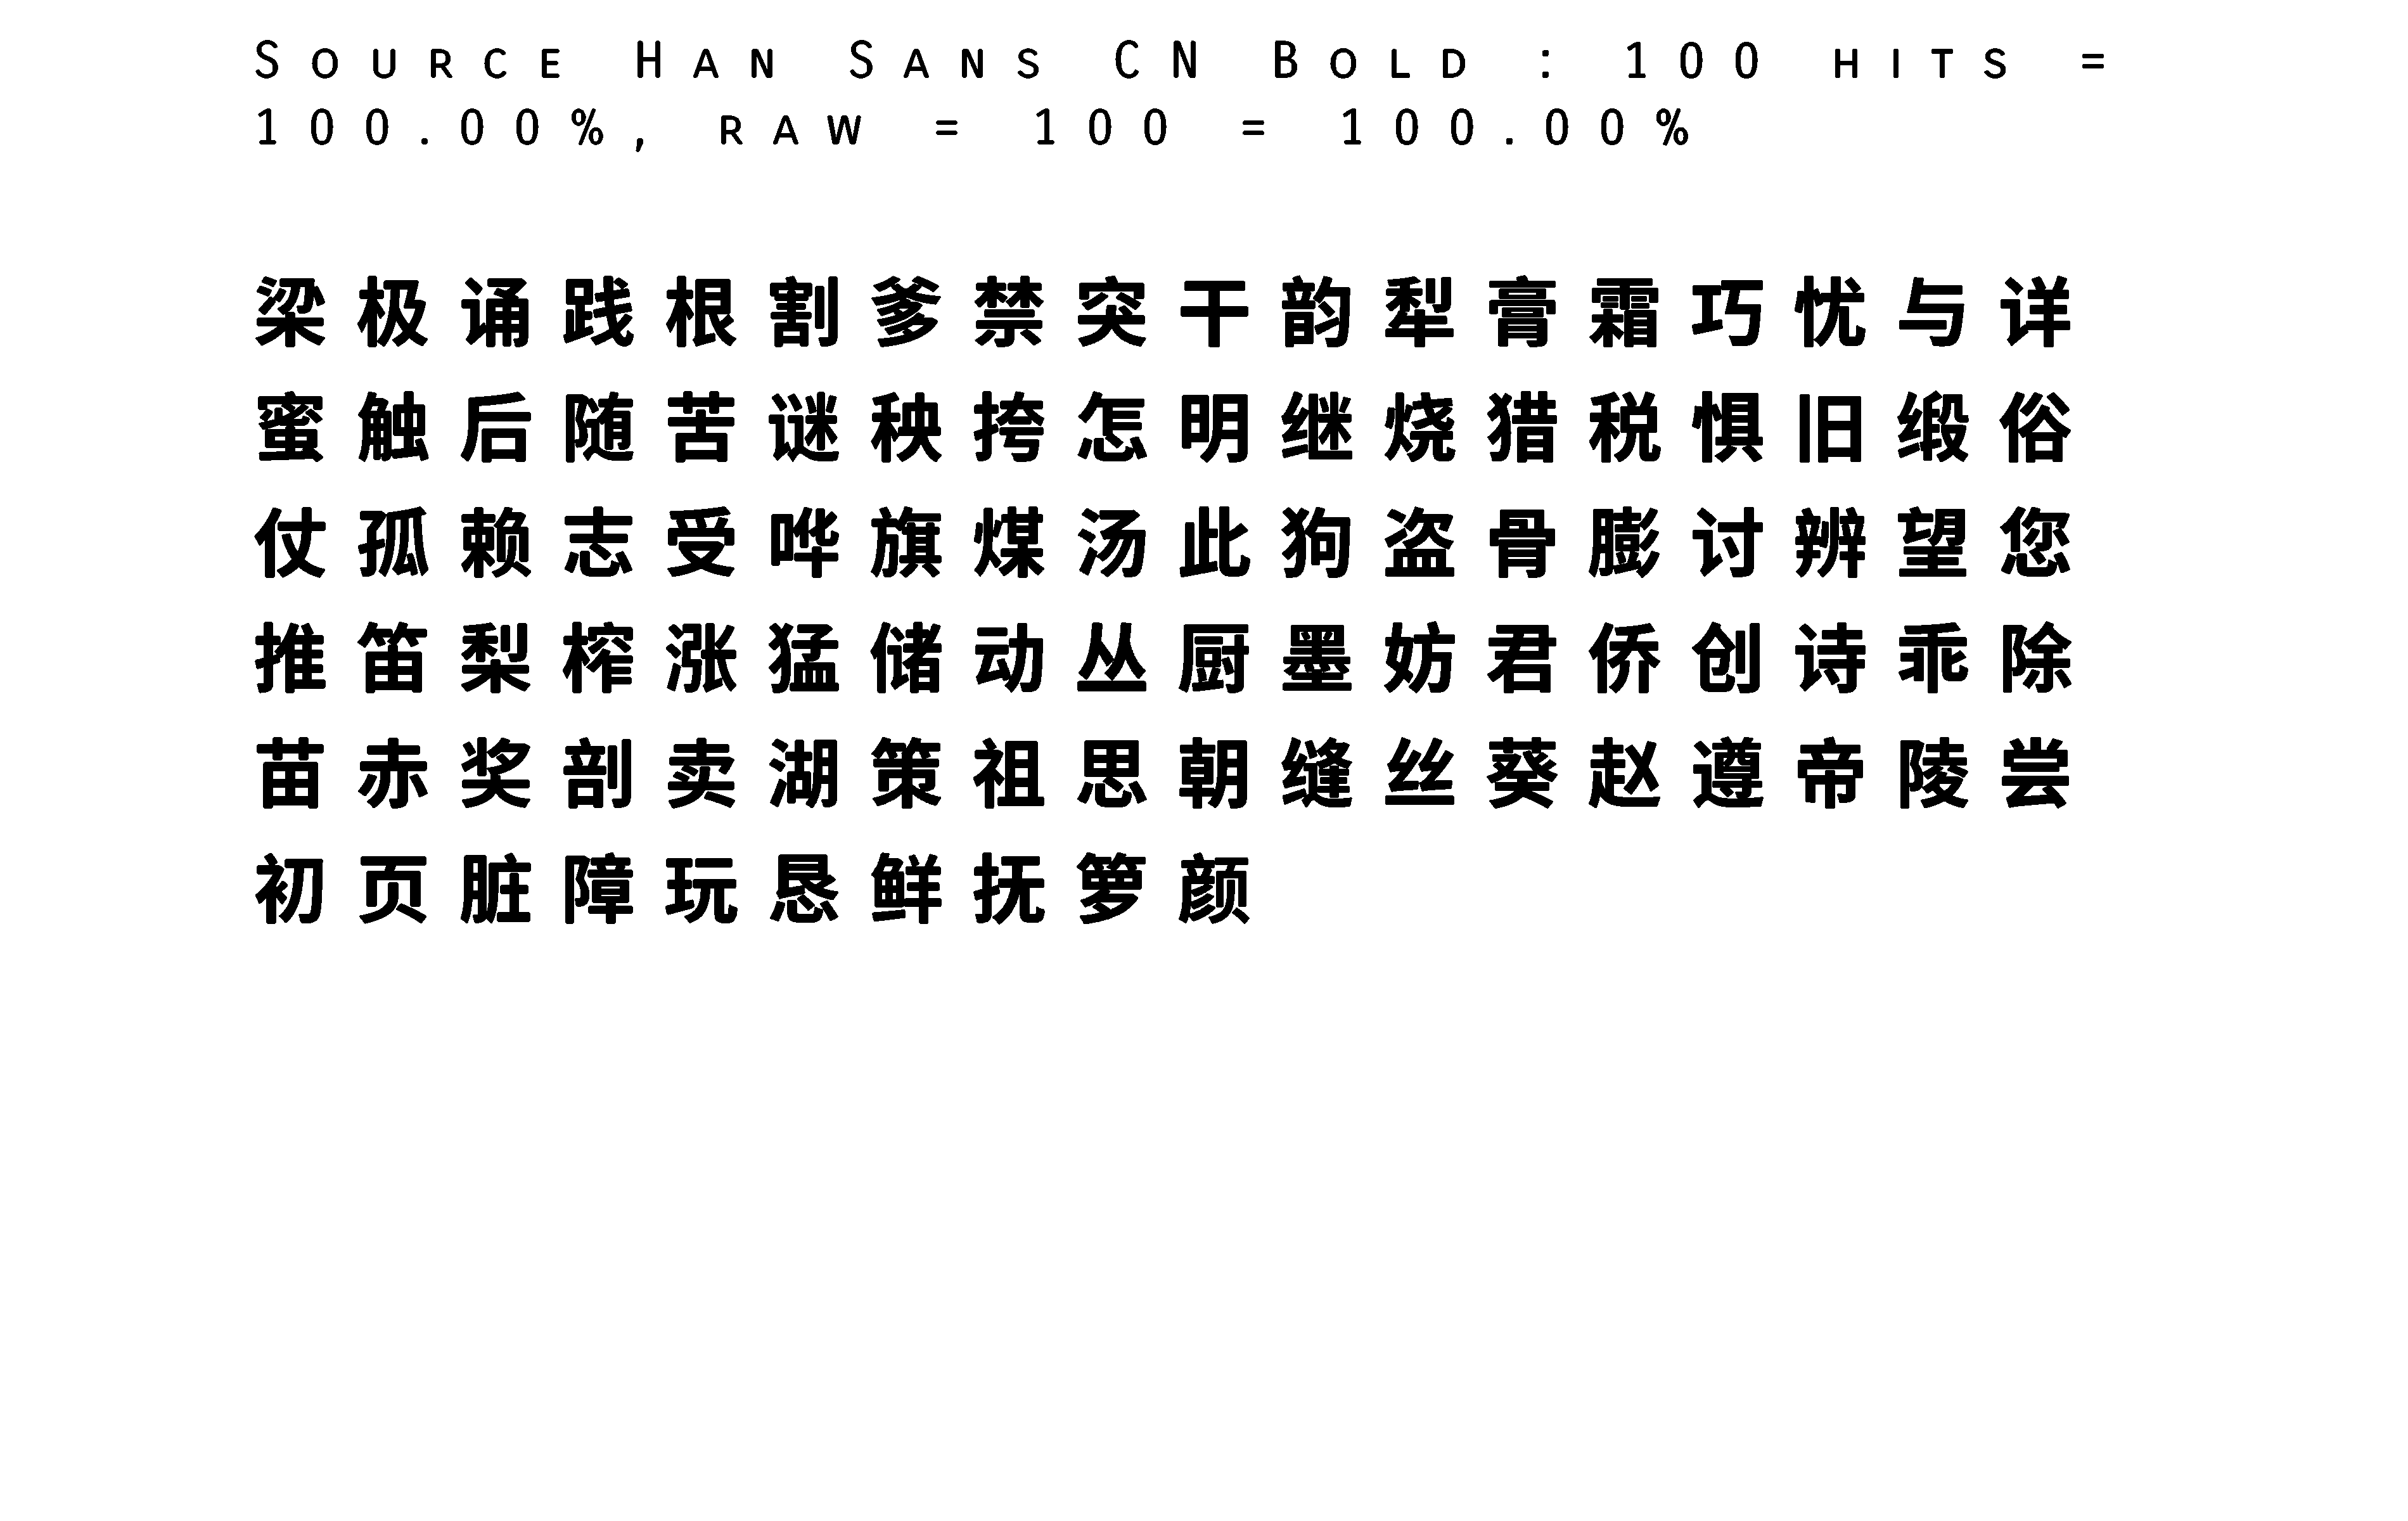 Source Han Sans CN Bold : 100 hits =
100.00%, raw = 100 = 100.00%
梁极诵践根割爹禁突干韵犁膏霜巧忧与详
蜜触后随苦谜秧挎怎明继烧猎税惧旧缎俗
仗孤赖志受哗旗煤汤此狗盗骨膨讨辨望您
推笛梨榨涨猛储动丛厨墨妨君侨创诗乖除
苗赤奖剖卖湖策祖思朝缝丝葵赵遵帝陵尝
初页脏障玩恳鲜抚箩颜